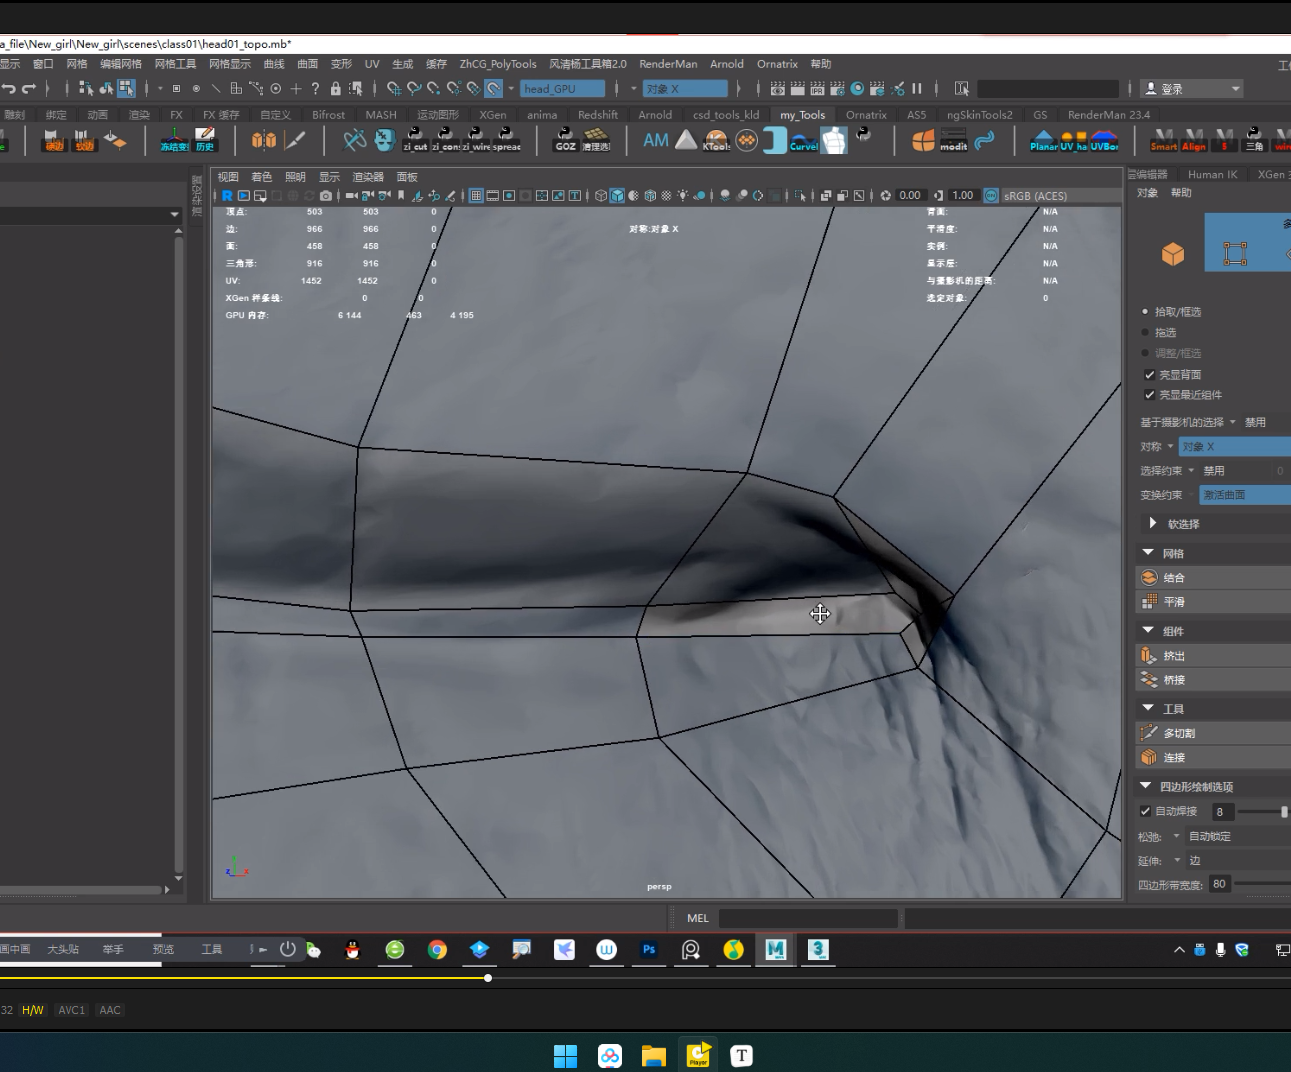 a_file\New_girl\New_girl\scenes\class01\head01_topo.mb*
显示 窗口 网格 编辑网格 网格工具 网格显示 曲线 曲面 变形 UV 生成 缓存 ZhCG_PolyTools 风清杨工具箱2.0 RenderMan Arnold Ornatrix 帮助
head_GPU 对称: 对象 X 登录
雕刻 绑定 动画 渲染 FX FX 缓存 自定义 Bifrost MASH 运动图形 XGen anima Redshift Arnold csd_tools_kld my_Tools Ornatrix AS5 ngSkinTools2 GS RenderMan 23.4
硬边 软边 冻结变 历史 zi_cut zi_cons zi_wire spread GOZ 清理选 AM KTools Curve modit Planar UV_ha UVBox Smart Align S 三角
视图 着色 照明 显示 渲染器 面板
0.00 1.00 sRGB (ACES)
Human IK XGen
对象 帮助
顶点: 503 503 0
边: 966 966 0
面: 458 458 0
三角形: 916 916 0
UV: 1452 1452 0
XGen 样条线: 0 0
GPU 内存: 6 144 463 4 195
对称:对象 X
背面: N/A
平滑度: N/A
实例: N/A
显示层: N/A
与摄影机的距离: N/A
选定对象: 0
persp
拾取/框选
拖选
调整/框选
亮显背面
亮显最近组件
基于摄影机的选择 禁用
对称 对象 X
选择约束 禁用 0
变换约束 激活曲面
软选择
网格
结合
平滑
组件
挤出
桥接
工具
多切割
连接
四边形绘制选项
自动焊接 8
松弛: 自动锁定
延伸: 边
四边形带宽度: 80
MEL
画中画 大头贴 举手 预览 工具
Ps
32 H/W AVC1 AAC
Player
T